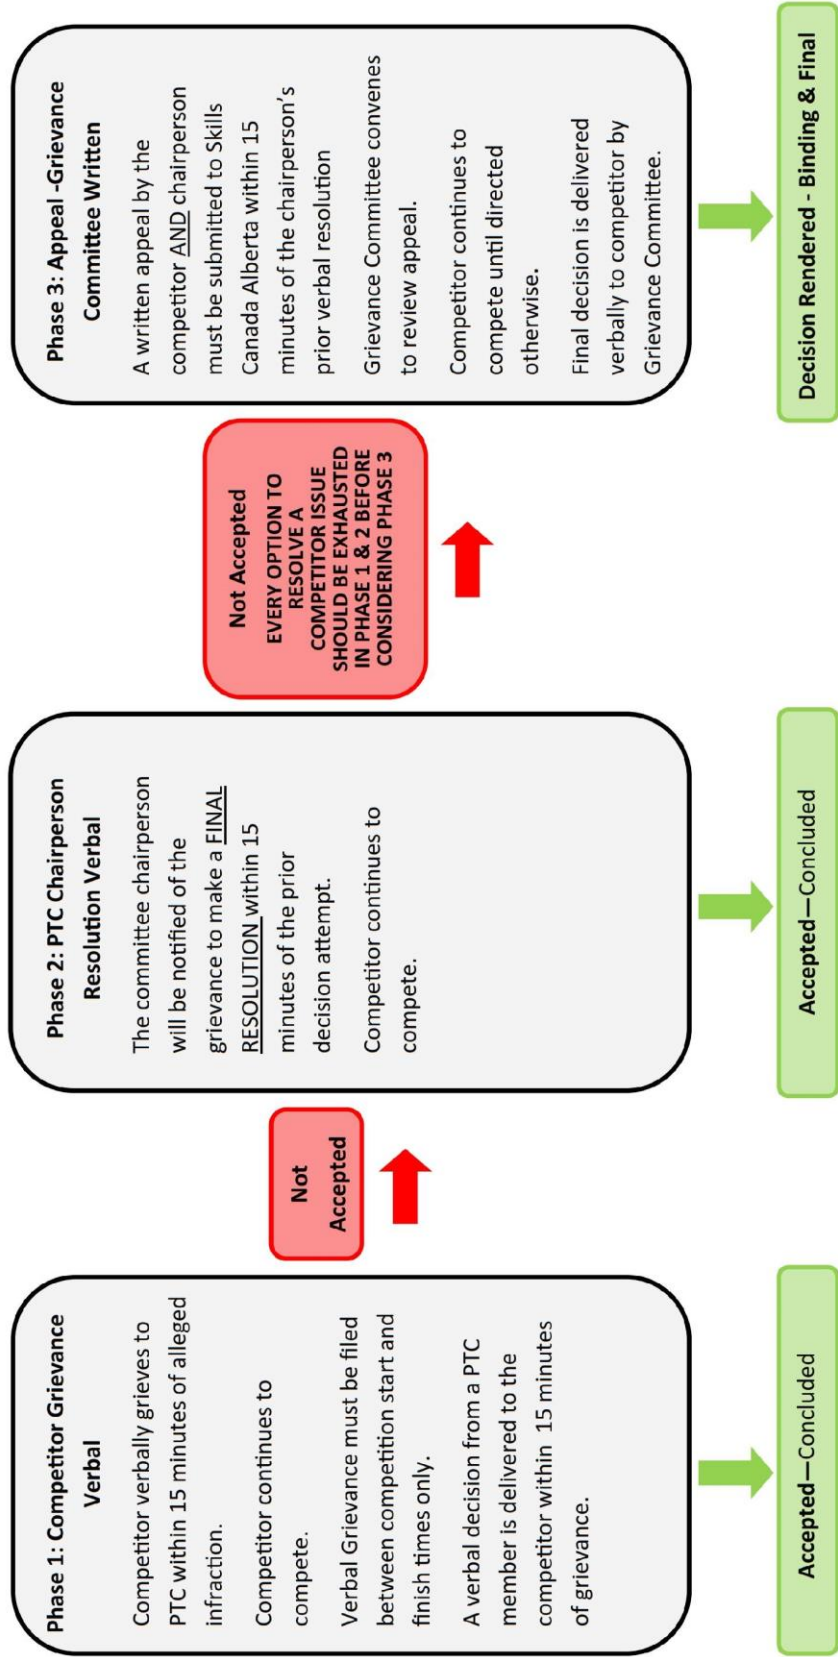 Phase 1: Competitor Grievance
Verbal
Competitor verbally grieves to
PTC within 15 minutes of alleged
infraction.
Competitor continues to
compete.
Verbal Grievance must be filed
between competition start and
finish times only.
A verbal decision from a PTC
member is delivered to the
competitor within 15 minutes
of grievance.
Accepted—Concluded
Not
Accepted
Phase 2: PTC Chairperson
Resolution Verbal
The committee chairperson
will be notified of the
grievance to make a FINAL
RESOLUTION within 15
minutes of the prior
decision attempt.
Competitor continues to
compete.
Accepted—Concluded
Not Accepted
EVERY OPTION TO
RESOLVE A
COMPETITOR ISSUE
SHOULD BE EXHAUSTED
IN PHASE 1 & 2 BEFORE
CONSIDERING PHASE 3
Phase 3: Appeal -Grievance
Committee Written
A written appeal by the
competitor AND chairperson
must be submitted to Skills
Canada Alberta within 15
minutes of the chairperson’s
prior verbal resolution
Grievance Committee convenes
to review appeal.
Competitor continues to
compete until directed
otherwise.
Final decision is delivered
verbally to competitor by
Grievance Committee.
Decision Rendered - Binding & Final